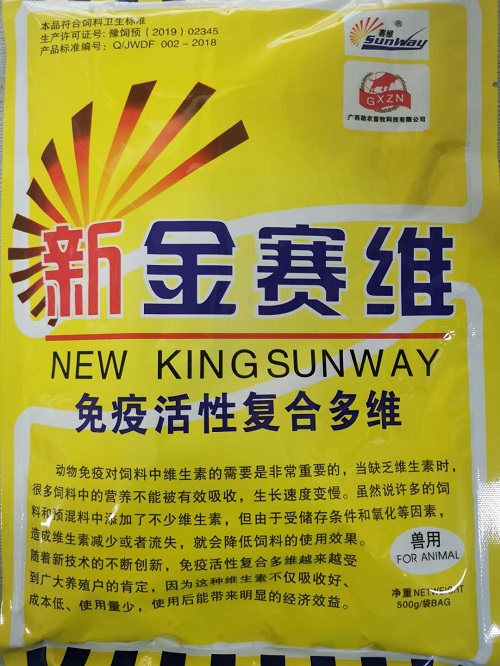 本品符合饲料卫生标准
生产许可证号: 豫饲预（2019）02345
产品标准编号: Q/JWDF 002-2018
赛维
SunWay
®
GXZN
广西助农畜牧科技有限公司
新金赛维
NEW KINGSUNWAY
免疫活性复合多维
动物免疫对饲料中维生素的需要是非常重要的，当缺乏维生素时，
很多饲料中的营养不能被有效吸收，生长速度变慢。虽然说许多的饲
料和预混料中添加了不少维生素，但由于受储存条件和氧化等因素，
造成维生素减少或者流失，就会降低饲料的使用效果。
随着新技术的不断创新，免疫活性复合多维越来越受
到广大养殖户的肯定，因为这种维生素不仅吸收好、
成本低、使用量少，使用后能带来明显的经济效益。
兽用
FOR ANIMAL
净重 NETWEIGHT
500g/袋BAG